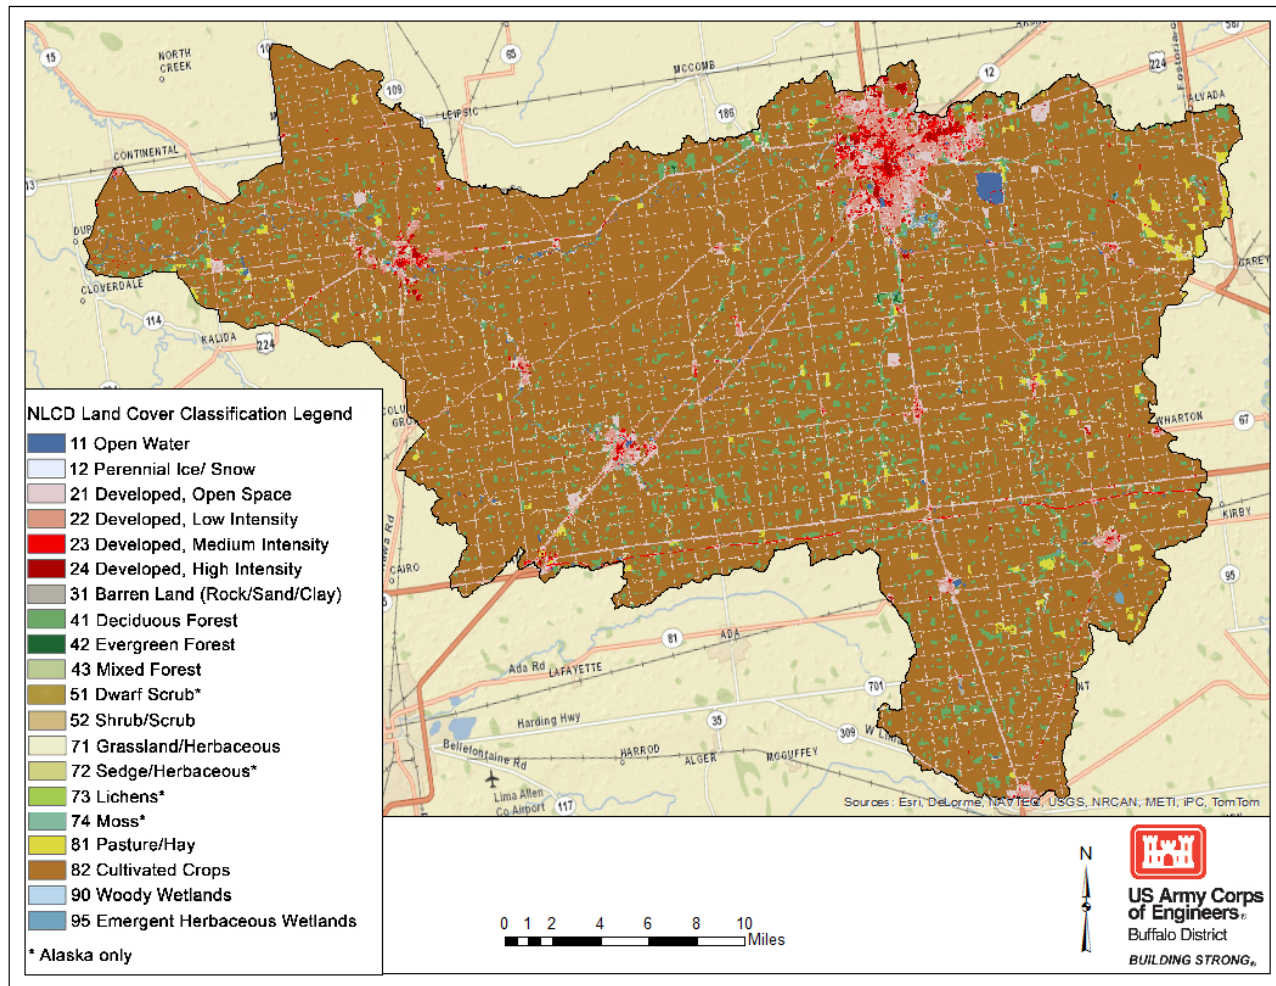 NORTH
CREEK
15
109
65
MCCOMB
12
224
ALVADA
LEIPSIC
186
CONTINENTAL
13
CLOVERDALE
CAREY
114
KALIDA
224
WHARTON
67
KIRBY
95
CAIRO
81
ADA
Ada Rd
LAFAYETTE
701
Harding Hwy
35
309
Bellefontaine Rd
HARROD
ALGER
MCGUFFEY
Lima Allen
Co Airport
117
Sources: Esri, DeLorme, NAVTEQ, USGS, NRCAN, METI, iPC, TomTom
NLCD Land Cover Classification Legend
11 Open Water
12 Perennial Ice/ Snow
21 Developed, Open Space
22 Developed, Low Intensity
23 Developed, Medium Intensity
24 Developed, High Intensity
31 Barren Land (Rock/Sand/Clay)
41 Deciduous Forest
42 Evergreen Forest
43 Mixed Forest
51 Dwarf Scrub*
52 Shrub/Scrub
71 Grassland/Herbaceous
72 Sedge/Herbaceous*
73 Lichens*
74 Moss*
81 Pasture/Hay
82 Cultivated Crops
90 Woody Wetlands
95 Emergent Herbaceous Wetlands
* Alaska only
0 1 2 4 6 8 10
Miles
N
US Army Corps
of Engineers®
Buffalo District
BUILDING STRONG®